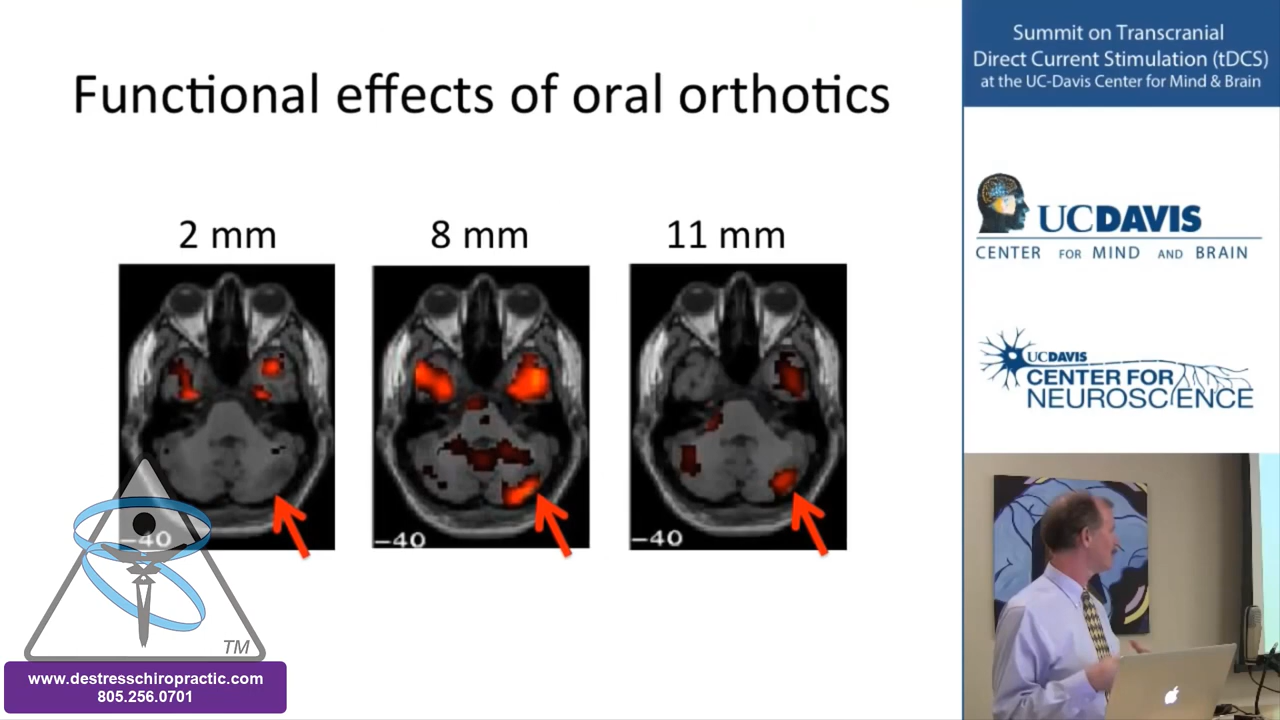 Functional effects of oral orthotics
2 mm
8 mm
11 mm
−40
−40
−40
TM
www.destresschiropractic.com
805.256.0701
Summit on Transcranial
Direct Current Stimulation (tDCS)
at the UC-Davis Center for Mind & Brain
UCDAVIS
CENTER FOR MIND AND BRAIN
UCDAVIS
CENTER FOR
NEUROSCIENCE